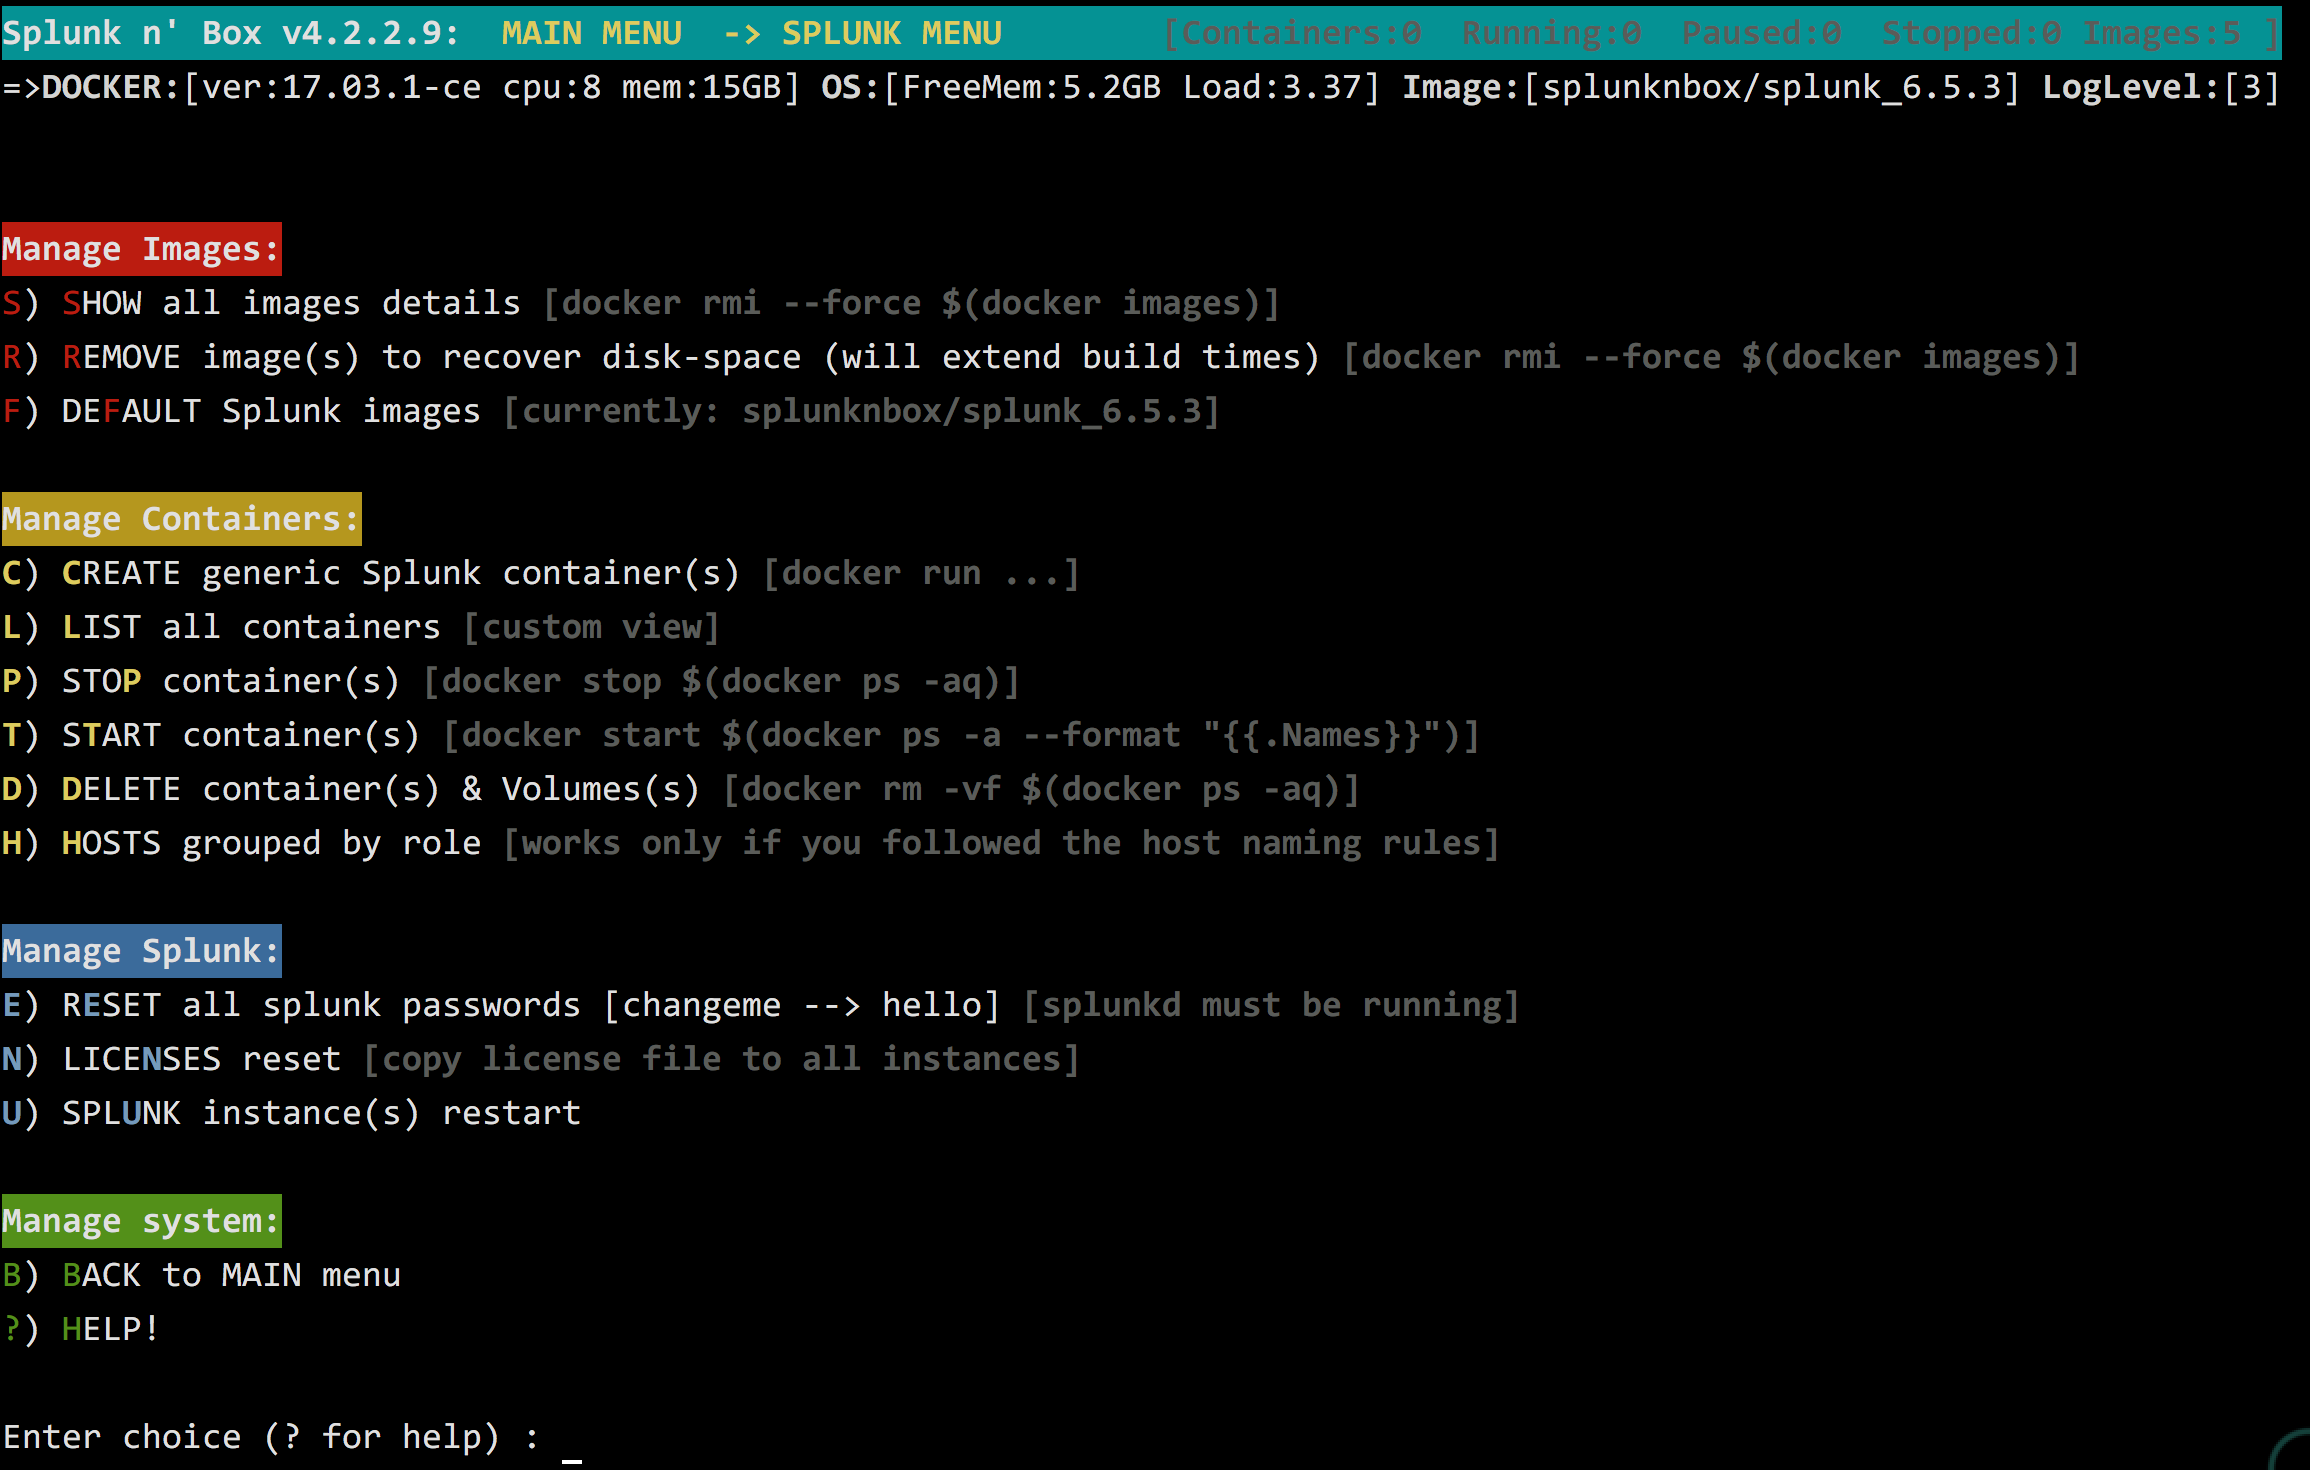 Splunk n' Box v4.2.2.9:  MAIN MENU  -> SPLUNK MENU        [Containers:0  Running:0  Paused:0  Stopped:0 Images:5 ]
=>DOCKER:[ver:17.03.1-ce cpu:8 mem:15GB] OS:[FreeMem:5.2GB Load:3.37] Image:[splunknbox/splunk_6.5.3] LogLevel:[3]
Manage Images:
S) SHOW all images details [docker rmi --force $(docker images)]
R) REMOVE image(s) to recover disk-space (will extend build times) [docker rmi --force $(docker images)]
F) DEFAULT Splunk images [currently: splunknbox/splunk_6.5.3]
Manage Containers:
C) CREATE generic Splunk container(s) [docker run ...]
L) LIST all containers [custom view]
P) STOP container(s) [docker stop $(docker ps -aq)]
T) START container(s) [docker start $(docker ps -a --format "{{.Names}}")]
D) DELETE container(s) & Volumes(s) [docker rm -vf $(docker ps -aq)]
H) HOSTS grouped by role [works only if you followed the host naming rules]
Manage Splunk:
E) RESET all splunk passwords [changeme --> hello] [splunkd must be running]
N) LICENSES reset [copy license file to all instances]
U) SPLUNK instance(s) restart
Manage system:
B) BACK to MAIN menu
?) HELP!
Enter choice (? for help) : _